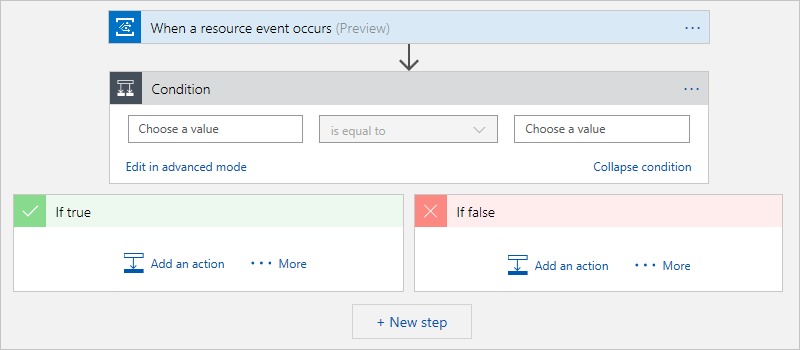 When a resource event occurs (Preview)
Condition
Choose a value is equal to Choose a value
Edit in advanced mode Collapse condition
If true If false
Add an action More Add an action More
+ New step